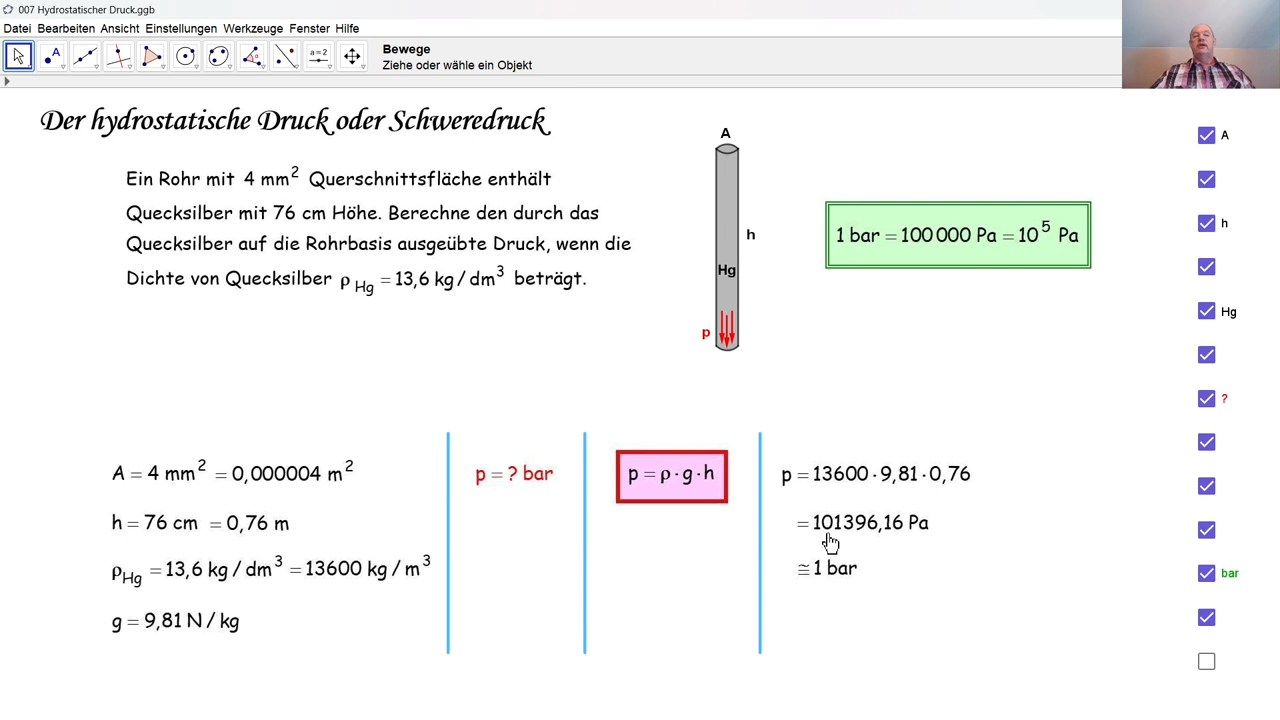 007 Hydrostatischer Druck.ggb
Datei Bearbeiten Ansicht Einstellungen Werkzeuge Fenster Hilfe
A
a=2
Bewege
Ziehe oder wähle ein Objekt
Der hydrostatische Druck oder Schweredruck
Ein Rohr mit 4 mm² Querschnittsfläche enthält
Quecksilber mit 76 cm Höhe. Berechne den durch das
Quecksilber auf die Rohrbasis ausgeübte Druck, wenn die
Dichte von Quecksilber ρ Hg = 13,6 kg / dm³ beträgt.
A
h
Hg
p
1 bar = 100 000 Pa = 10⁵ Pa
A
h
Hg
?
bar
A = 4 mm² = 0,000004 m²
h = 76 cm = 0,76 m
ρHg = 13,6 kg / dm³ = 13600 kg / m³
g = 9,81 N / kg
p = ? bar
p = ρ · g · h
p = 13600 · 9,81 · 0,76
= 101396,16 Pa
≅ 1 bar